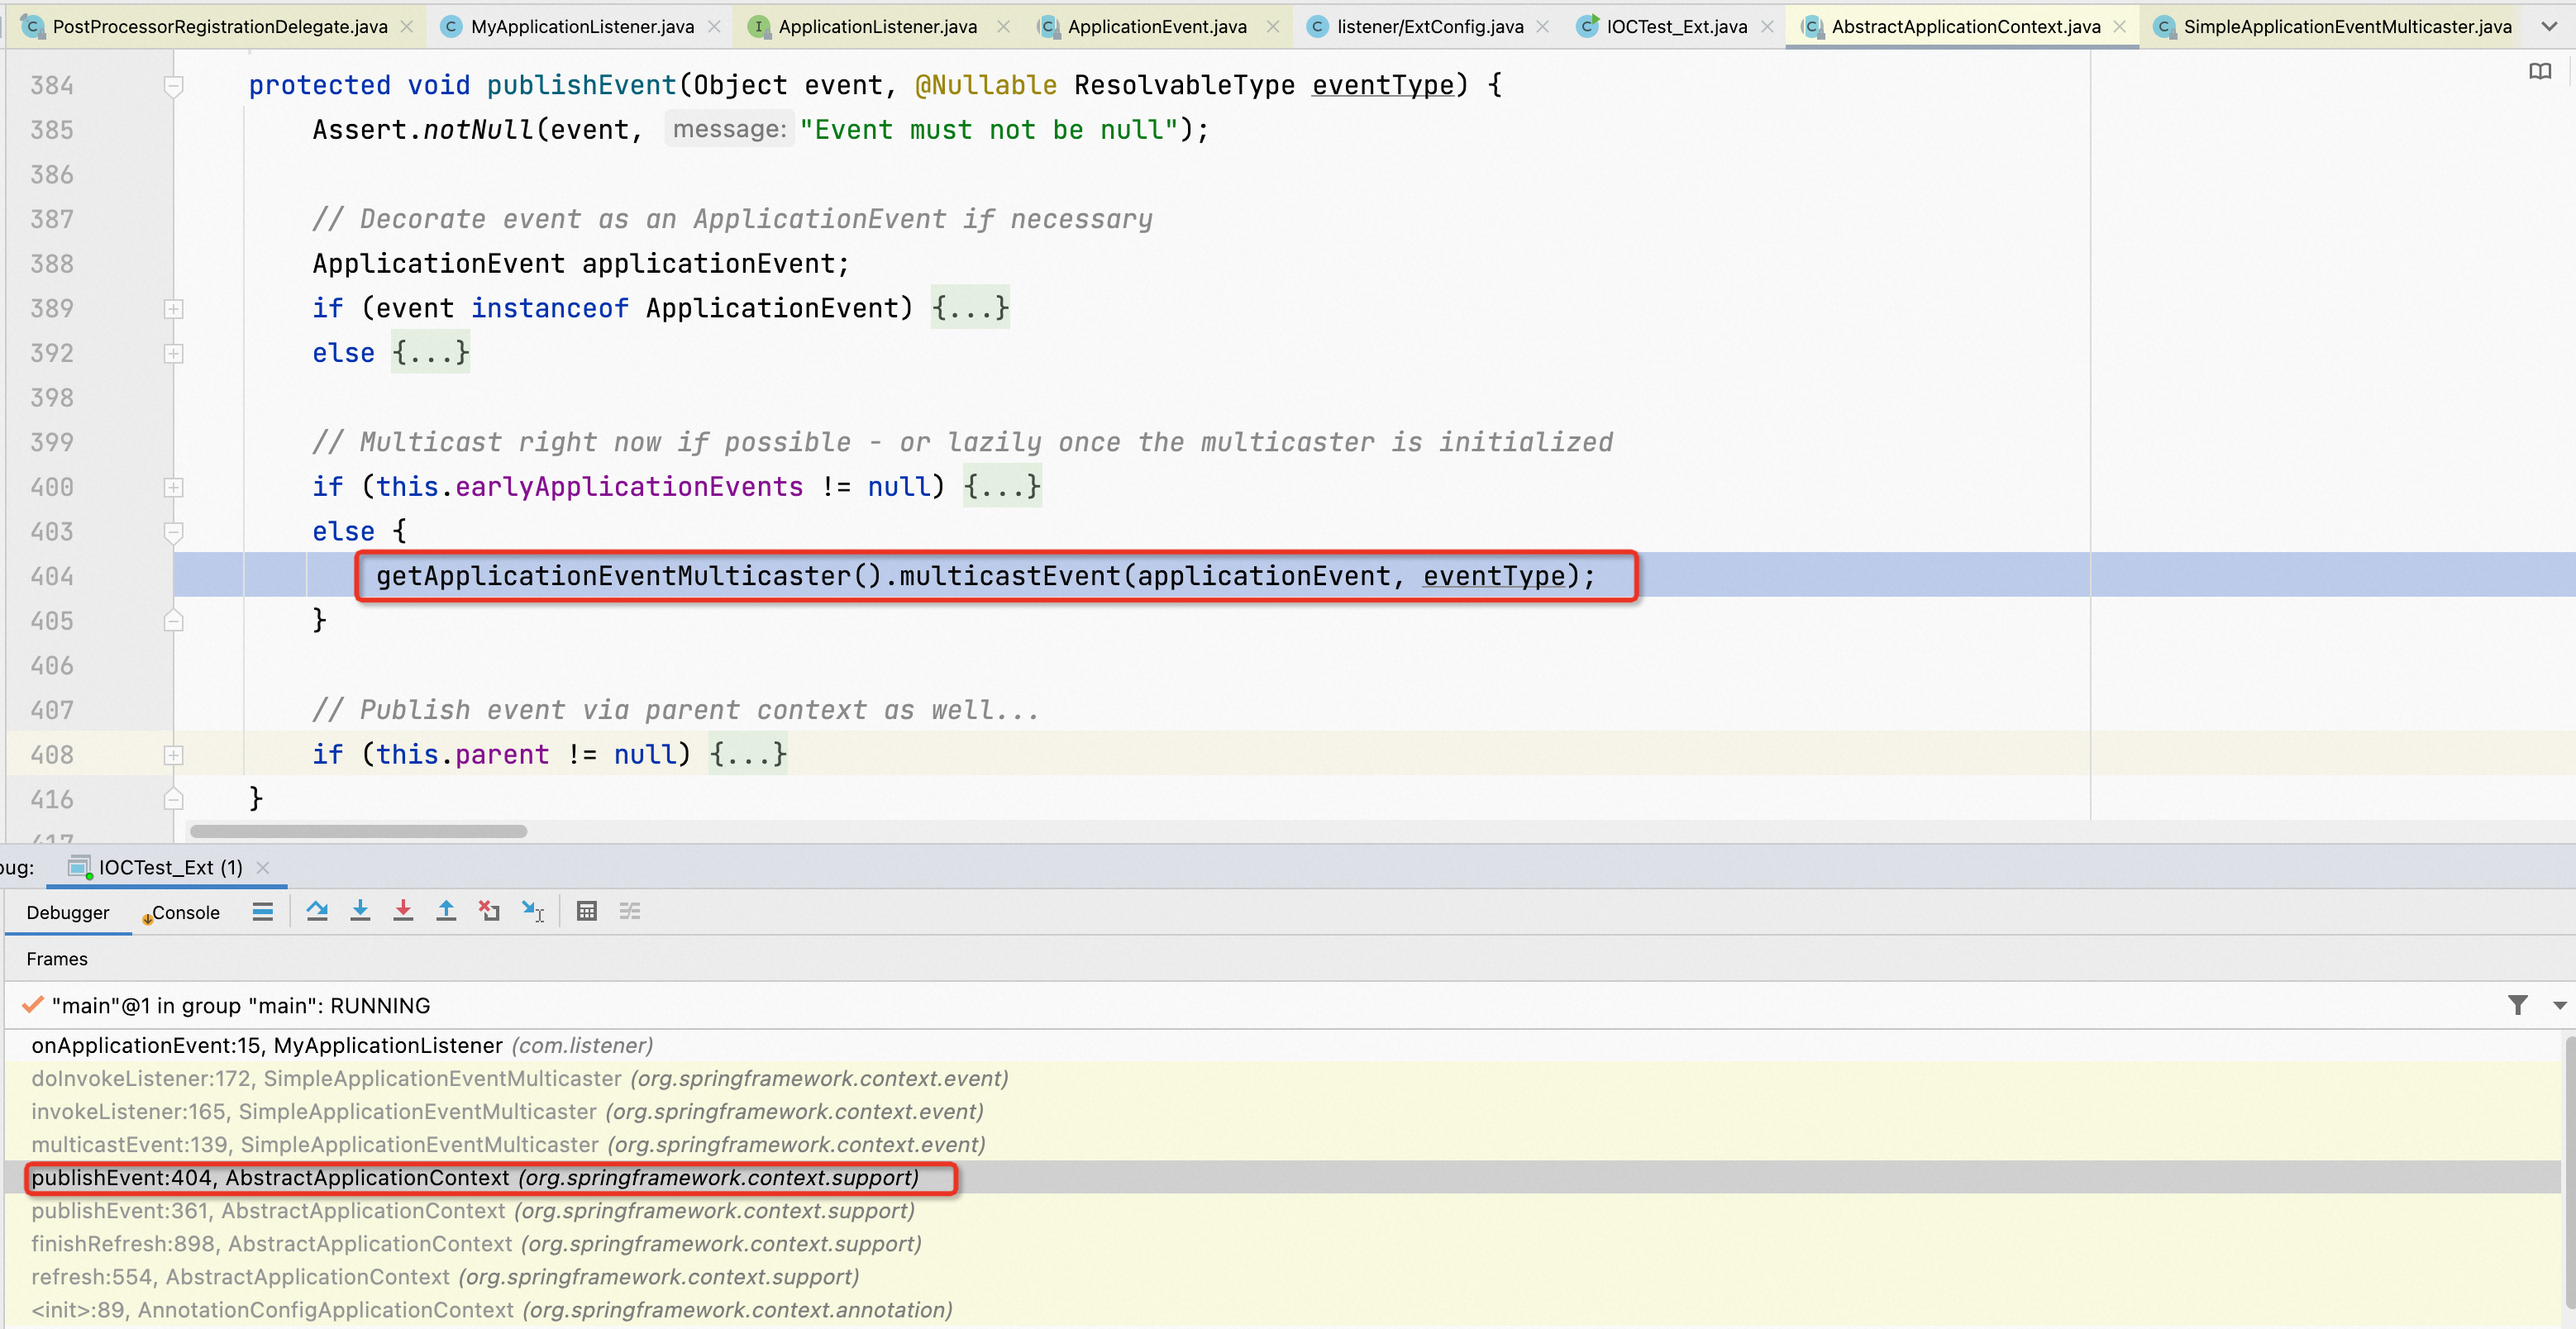 PostProcessorRegistrationDelegate.java MyApplicationListener.java ApplicationListener.java ApplicationEvent.java listener/ExtConfig.java IOCTest_Ext.java AbstractApplicationContext.java SimpleApplicationEventMulticaster.java
384 protected void publishEvent(Object event, @Nullable ResolvableType eventType) {
385 Assert.notNull(event, message: "Event must not be null");
386
387 // Decorate event as an ApplicationEvent if necessary
388 ApplicationEvent applicationEvent;
389 if (event instanceof ApplicationEvent) {...}
392 else {...}
398
399 // Multicast right now if possible - or lazily once the multicaster is initialized
400 if (this.earlyApplicationEvents != null) {...}
403 else {
404 getApplicationEventMulticaster().multicastEvent(applicationEvent, eventType);
405 }
406
407 // Publish event via parent context as well...
408 if (this.parent != null) {...}
416 }
417
bug: IOCTest_Ext (1)
Debugger Console
Frames
"main"@1 in group "main": RUNNING
onApplicationEvent:15, MyApplicationListener (com.listener)
doInvokeListener:172, SimpleApplicationEventMulticaster (org.springframework.context.event)
invokeListener:165, SimpleApplicationEventMulticaster (org.springframework.context.event)
multicastEvent:139, SimpleApplicationEventMulticaster (org.springframework.context.event)
publishEvent:404, AbstractApplicationContext (org.springframework.context.support)
publishEvent:361, AbstractApplicationContext (org.springframework.context.support)
finishRefresh:898, AbstractApplicationContext (org.springframework.context.support)
refresh:554, AbstractApplicationContext (org.springframework.context.support)
<init>:89, AnnotationConfigApplicationContext (org.springframework.context.annotation)